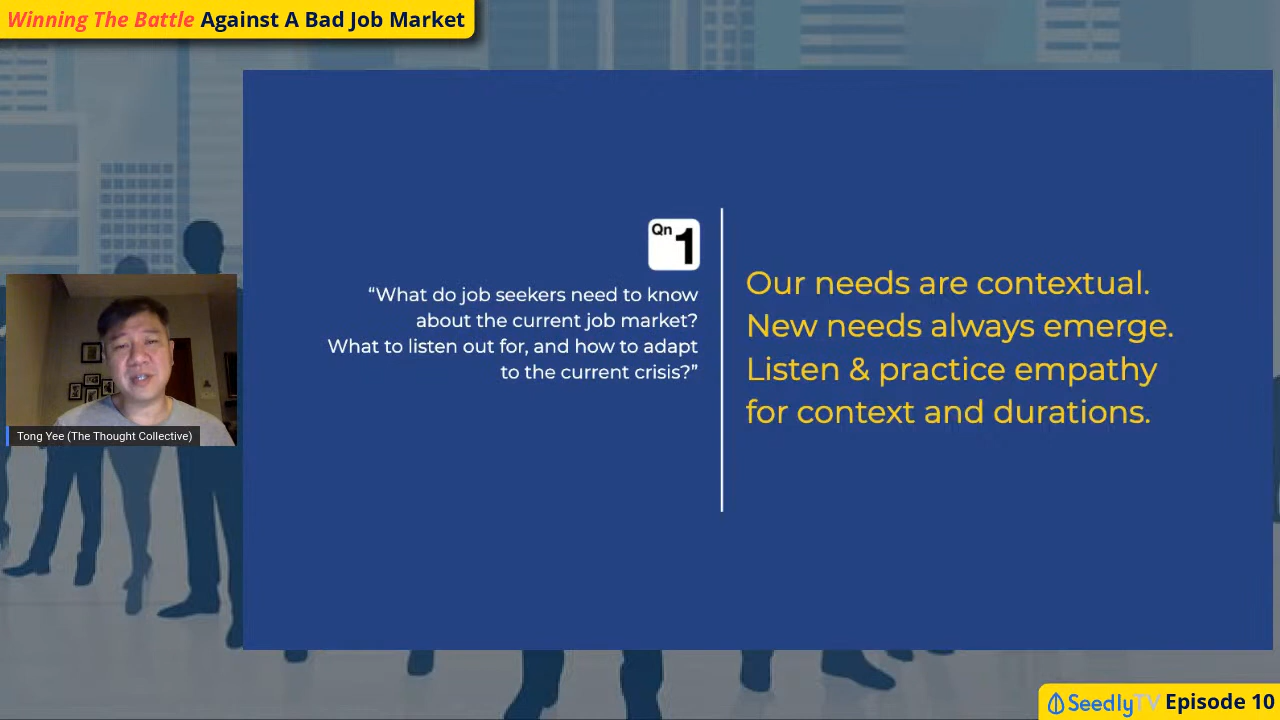 Winning The Battle Against A Bad Job Market
Qn 1
“What do job seekers need to know
about the current job market?
What to listen out for, and how to adapt
to the current crisis?”
Our needs are contextual.
New needs always emerge.
Listen & practice empathy
for context and durations.
Tong Yee (The Thought Collective)
SeedlyTV Episode 10